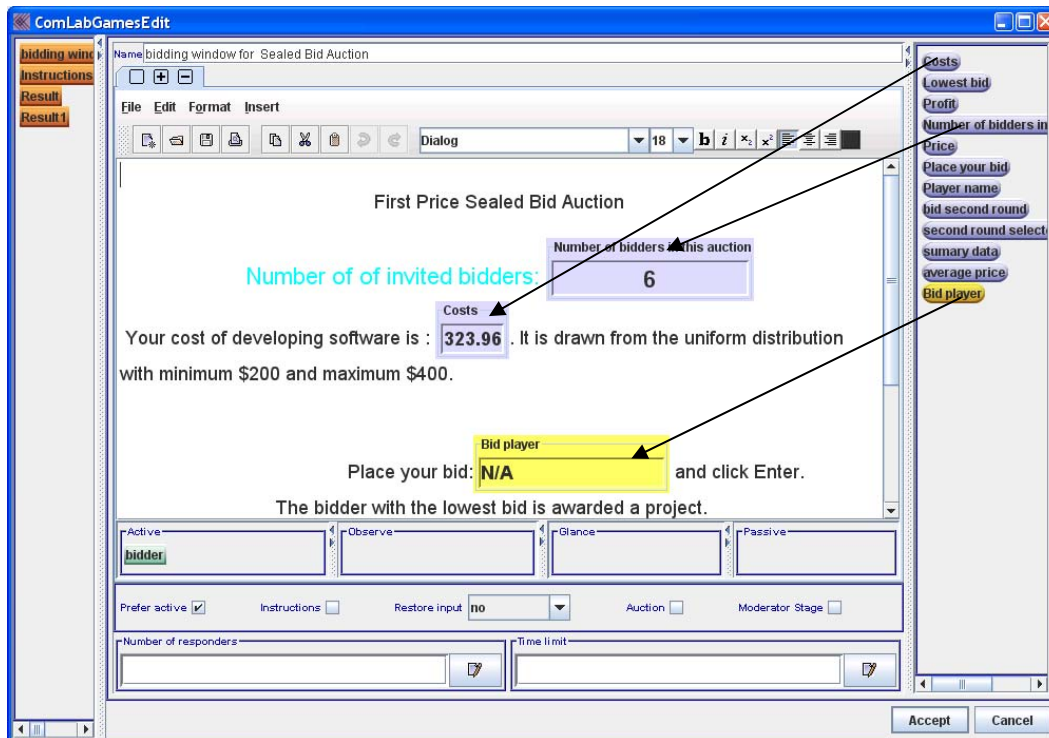 ComLabGamesEdit
bidding wind
Instructions
Result
Result1
Name bidding window for Sealed Bid Auction
File Edit Format Insert
Dialog 18 b i x₂ x²
First Price Sealed Bid Auction
Number of bidders in this auction
Number of of invited bidders: 6
Costs
Your cost of developing software is : 323.96 . It is drawn from the uniform distribution
with minimum $200 and maximum $400.
Bid player
Place your bid: N/A and click Enter.
The bidder with the lowest bid is awarded a project.
Active Observe Glance Passive
bidder
Prefer active Instructions Restore input no Auction Moderator Stage
Number of responders Time limit
Costs
Lowest bid
Profit
Number of bidders in
Price
Place your bid
Player name
bid second round
second round select
sumary data
average price
Bid player
Accept Cancel